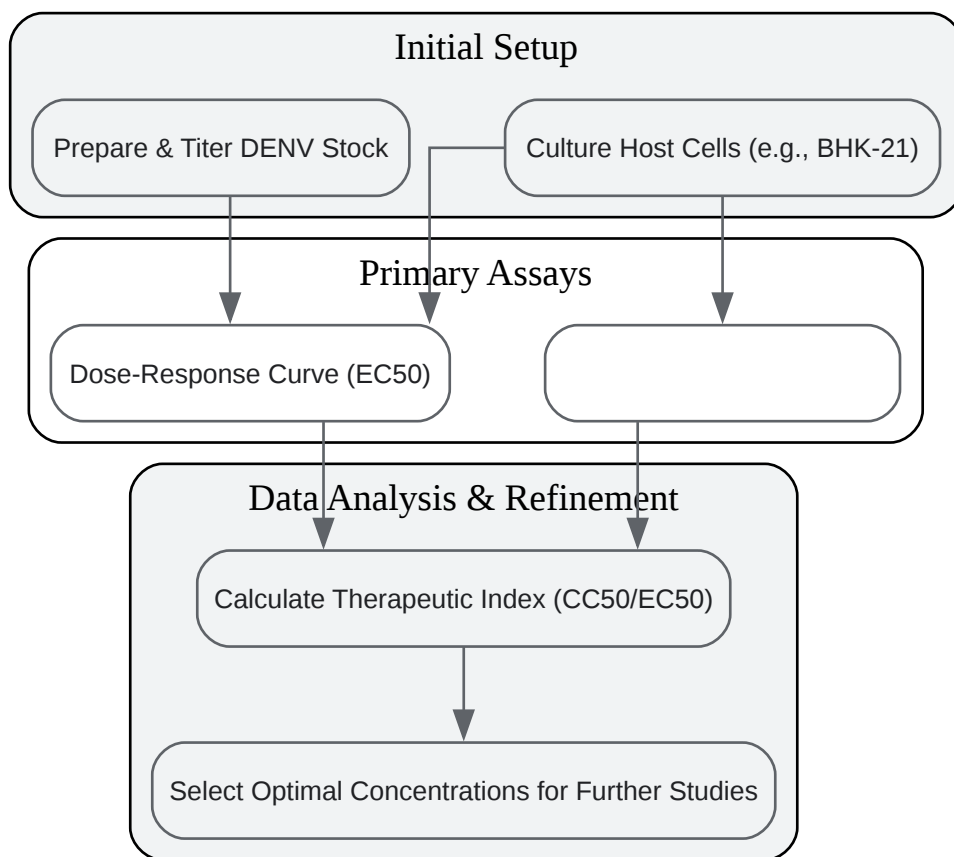 Initial Setup
Prepare & Titer DENV Stock
Culture Host Cells (e.g., BHK-21)
Primary Assays
Dose-Response Curve (EC50)
Data Analysis & Refinement
Calculate Therapeutic Index (CC50/EC50)
Select Optimal Concentrations for Further Studies